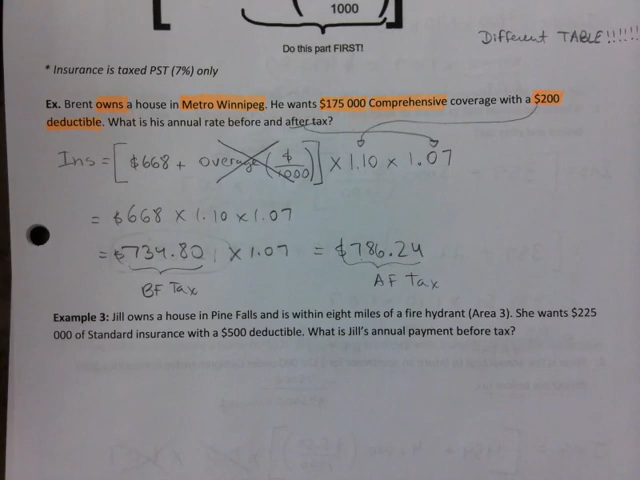 1000
Do this part FIRST!
Different TABLE!!!!!!
* Insurance is taxed PST (7%) only
Ex. Brent owns a house in Metro Winnipeg. He wants $175 000 Comprehensive coverage with a $200
deductible. What is his annual rate before and after tax?
Ins = [ $668 + overage ( $ / 1000 ) ] × 1.10 × 1.07
= $668 × 1.10 × 1.07
= $734.80 × 1.07 = $786.24
BF Tax AF Tax
Example 3: Jill owns a house in Pine Falls and is within eight miles of a fire hydrant (Area 3). She wants $225
000 of Standard insurance with a $500 deductible. What is Jill's annual payment before tax?